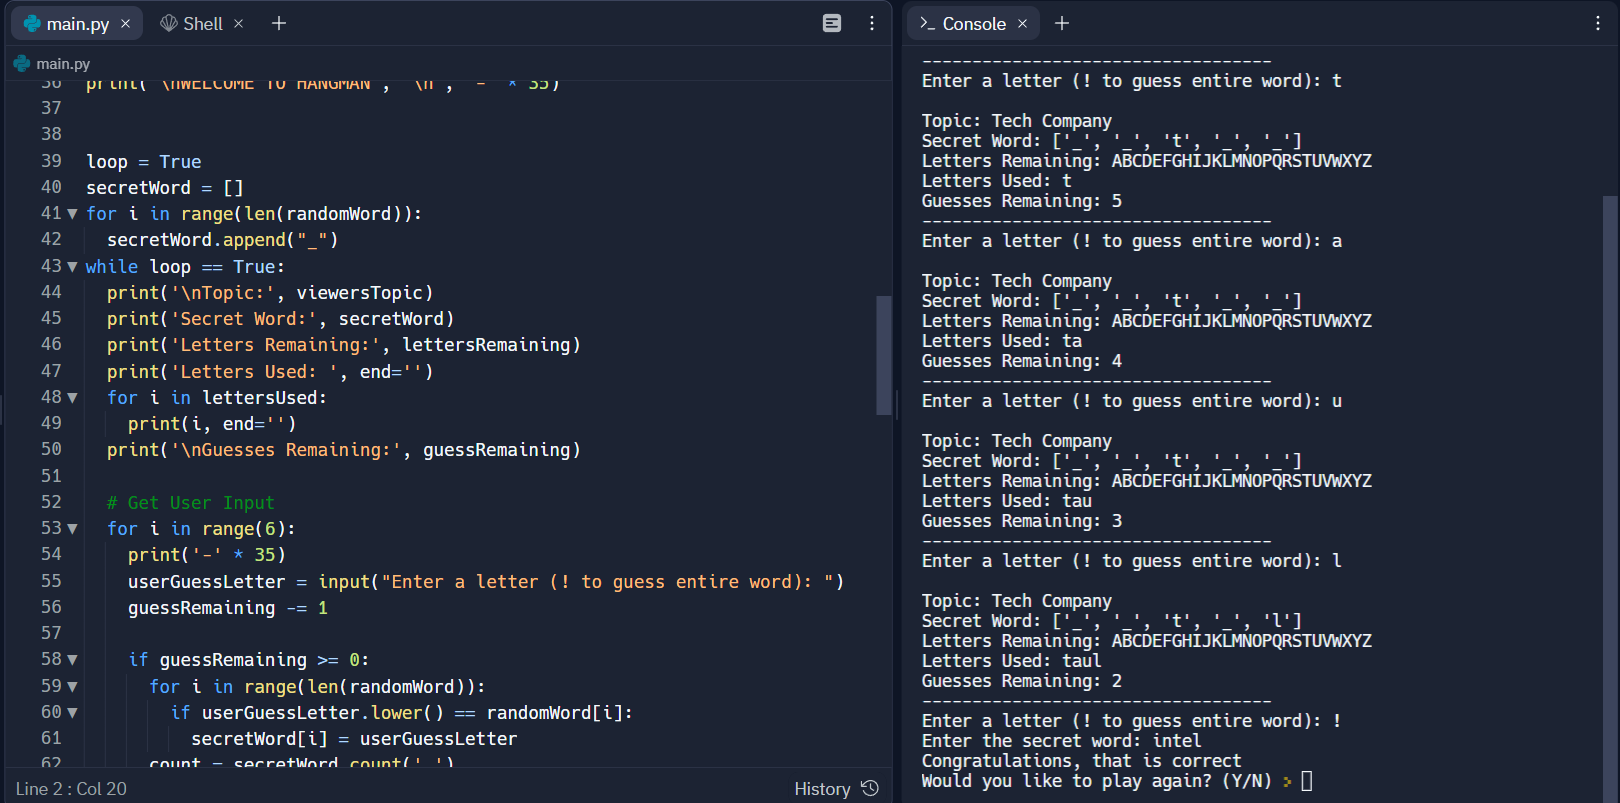 main.py × Shell × +
main.py
36 print("\nWELCOME TO HANGMAN", "\n", "-" * 35)
37
38
39 loop = True
40 secretWord = []
41 for i in range(len(randomWord)):
42 secretWord.append("_")
43 while loop == True:
44 print('\nTopic:', viewersTopic)
45 print('Secret Word:', secretWord)
46 print('Letters Remaining:', lettersRemaining)
47 print('Letters Used: ', end='')
48 for i in lettersUsed:
49 print(i, end='')
50 print('\nGuesses Remaining:', guessRemaining)
51
52 # Get User Input
53 for i in range(6):
54 print('-' * 35)
55 userGuessLetter = input("Enter a letter (! to guess entire word): ")
56 guessRemaining -= 1
57
58 if guessRemaining >= 0:
59 for i in range(len(randomWord)):
60 if userGuessLetter.lower() == randomWord[i]:
61 secretWord[i] = userGuessLetter
62 count = secretWord.count('_')
Line 2 : Col 20
History
>_ Console × +
-----------------------------------
Enter a letter (! to guess entire word): t
Topic: Tech Company
Secret Word: ['_', '_', 't', '_', '_']
Letters Remaining: ABCDEFGHIJKLMNOPQRSTUVWXYZ
Letters Used: t
Guesses Remaining: 5
-----------------------------------
Enter a letter (! to guess entire word): a
Topic: Tech Company
Secret Word: ['_', '_', 't', '_', '_']
Letters Remaining: ABCDEFGHIJKLMNOPQRSTUVWXYZ
Letters Used: ta
Guesses Remaining: 4
-----------------------------------
Enter a letter (! to guess entire word): u
Topic: Tech Company
Secret Word: ['_', '_', 't', '_', '_']
Letters Remaining: ABCDEFGHIJKLMNOPQRSTUVWXYZ
Letters Used: tau
Guesses Remaining: 3
-----------------------------------
Enter a letter (! to guess entire word): l
Topic: Tech Company
Secret Word: ['_', '_', 't', '_', 'l']
Letters Remaining: ABCDEFGHIJKLMNOPQRSTUVWXYZ
Letters Used: taul
Guesses Remaining: 2
-----------------------------------
Enter a letter (! to guess entire word): !
Enter the secret word: intel
Congratulations, that is correct
Would you like to play again? (Y/N) >